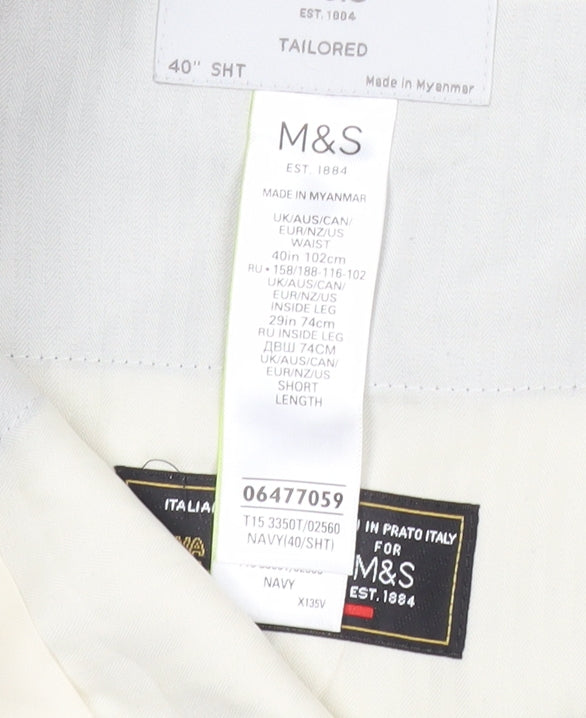 EST. 1884
TAILORED
40" SHT
Made in Myanmar
M&S
EST. 1884
MADE IN MYANMAR
UK/AUS/CAN/
EUR/NZ/US
WAIST
40in 102cm
RU • 158/188-116-102
UK/AUS/CAN/
EUR/NZ/US
INSIDE LEG
29in 74cm
RU INSIDE LEG
ДВШ 74CM
UK/AUS/CAN/
EUR/NZ/US
SHORT
LENGTH
06477059
T15 3350T/02560
NAVY(40/SHT)
NAVY
X135V
IN PRATO ITALY
FOR
M&S
EST. 1884